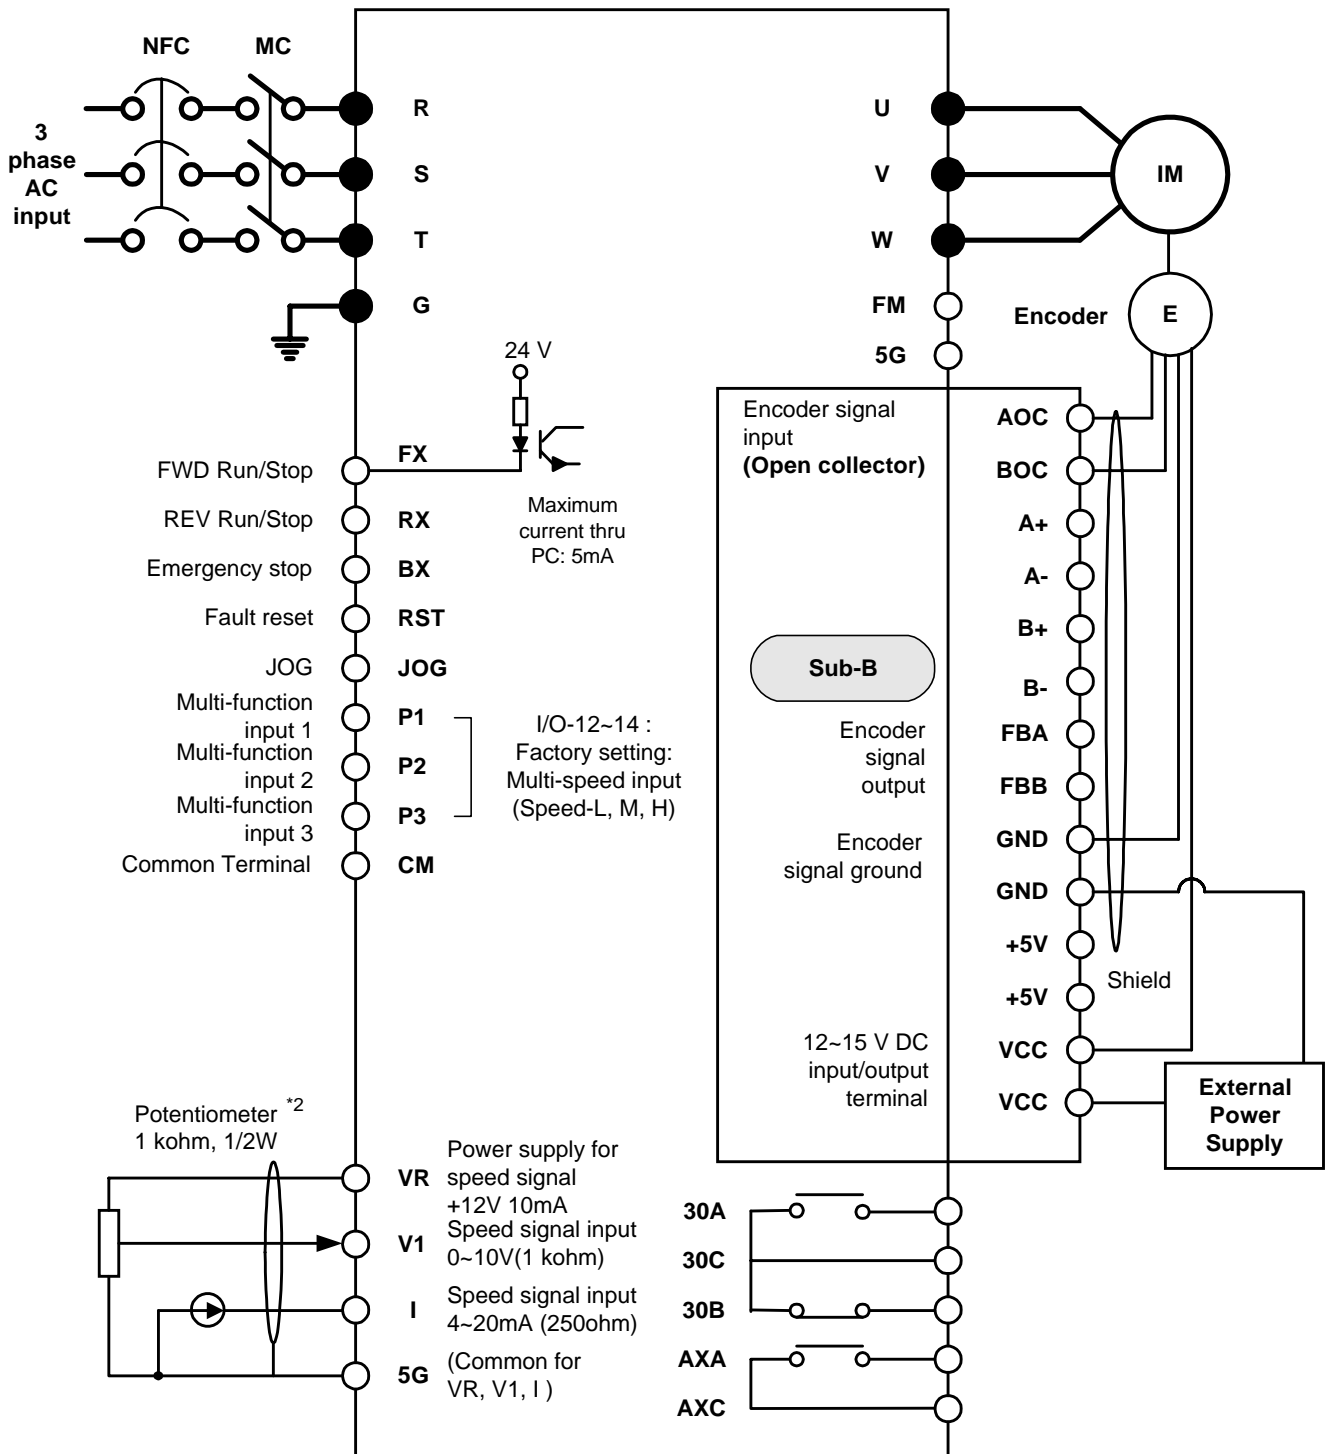 NFC
MC
3
phase
AC
input
R
S
T
G
U
V
W
FM
5G
IM
Encoder
E
24 V
FWD Run/Stop
FX
REV Run/Stop
RX
Emergency stop
BX
Fault reset
RST
JOG
JOG
Multi-function
input 1
P1
Multi-function
input 2
P2
Multi-function
input 3
P3
Common Terminal
CM
Maximum
current thru
PC: 5mA
I/O-12~14 :
Factory setting:
Multi-speed input
(Speed-L, M, H)
Encoder signal
input
(Open collector)
Sub-B
Encoder
signal
output
Encoder
signal ground
12~15 V DC
input/output
terminal
AOC
BOC
A+
A-
B+
B-
FBA
FBB
GND
GND
+5V
+5V
VCC
VCC
Shield
External
Power
Supply
Potentiometer *2
1 kohm, 1/2W
VR
Power supply for
speed signal
+12V 10mA
V1
Speed signal input
0~10V(1 kohm)
I
Speed signal input
4~20mA (250ohm)
5G
(Common for
VR, V1, I )
30A
30C
30B
AXA
AXC